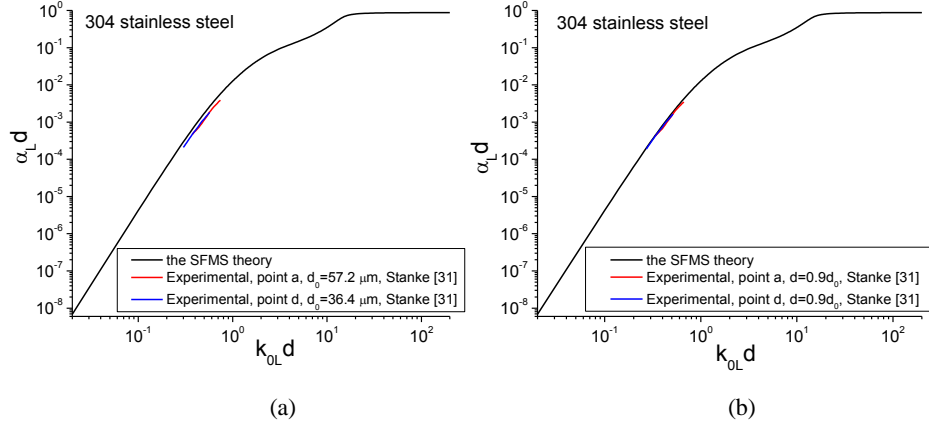 304 stainless steel
10^0
10^-1
10^-2
10^-3
10^-4
10^-5
10^-6
10^-7
10^-8
α_L d
the SFMS theory
Experimental, point a, d_0=57.2 μm, Stanke [31]
Experimental, point d, d_0=36.4 μm, Stanke [31]
10^-1 10^0 10^1 10^2
k_0L d
(a)
304 stainless steel
10^0
10^-1
10^-2
10^-3
10^-4
10^-5
10^-6
10^-7
10^-8
α_L d
the SFMS theory
Experimental, point a, d=0.9d_0, Stanke [31]
Experimental, point d, d=0.9d_0, Stanke [31]
10^-1 10^0 10^1 10^2
k_0L d
(b)